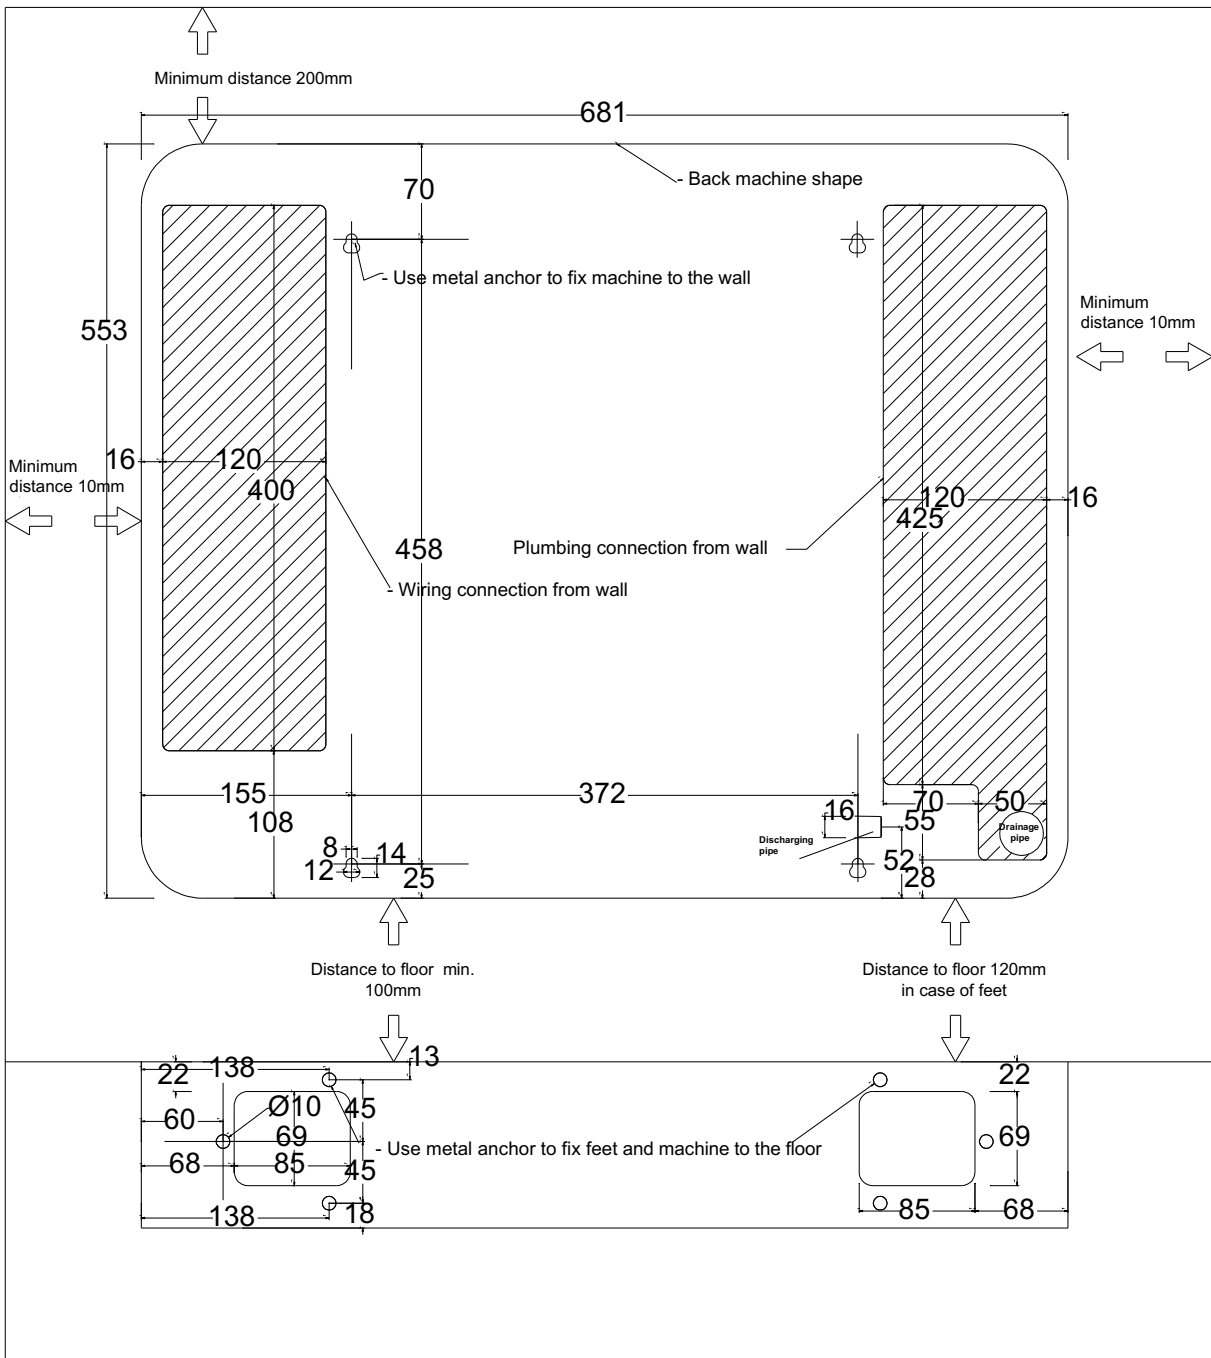 Minimum distance 200mm
681
70
- Back machine shape
- Use metal anchor to fix machine to the wall
553
Minimum
distance 10mm
16
120
400
Minimum
distance 10mm
120
425
16
458
Plumbing connection from wall
- Wiring connection from wall
155
372
108
16
70
50
55
Discharging
pipe
Drainage
pipe
8
14
12
25
52
28
Distance to floor min.
100mm
Distance to floor 120mm
in case of feet
13
138
22
22
Ø10
45
60
69
69
- Use metal anchor to fix feet and machine to the floor
68
85
45
138
18
85
68